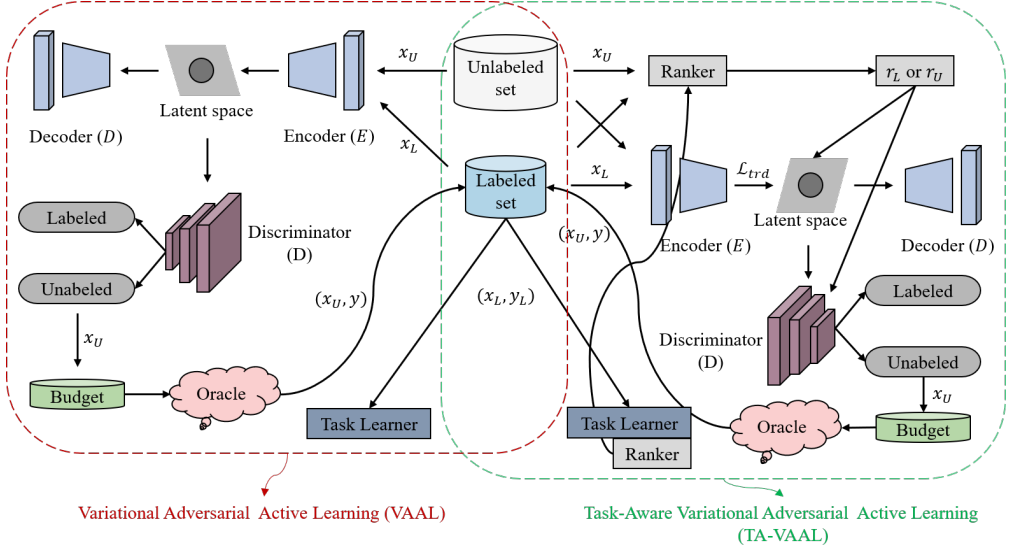 Decoder (D)
Latent space
Encoder (E)
x_U
x_L
Unlabeled
set
x_U
Ranker
r_L or r_U
Labeled
set
x_L
Encoder (E)
ℒ_trd
Latent space
Decoder (D)
Labeled
Unabeled
Discriminator
(D)
x_U
Budget
Oracle
(x_U, y)
(x_L, y_L)
(x_U, y)
Task Learner
Task Learner
Ranker
Discriminator
(D)
Labeled
Unabeled
x_U
Oracle
Budget
Variational Adversarial Active Learning (VAAL)
Task-Aware Variational Adversarial Active Learning
(TA-VAAL)